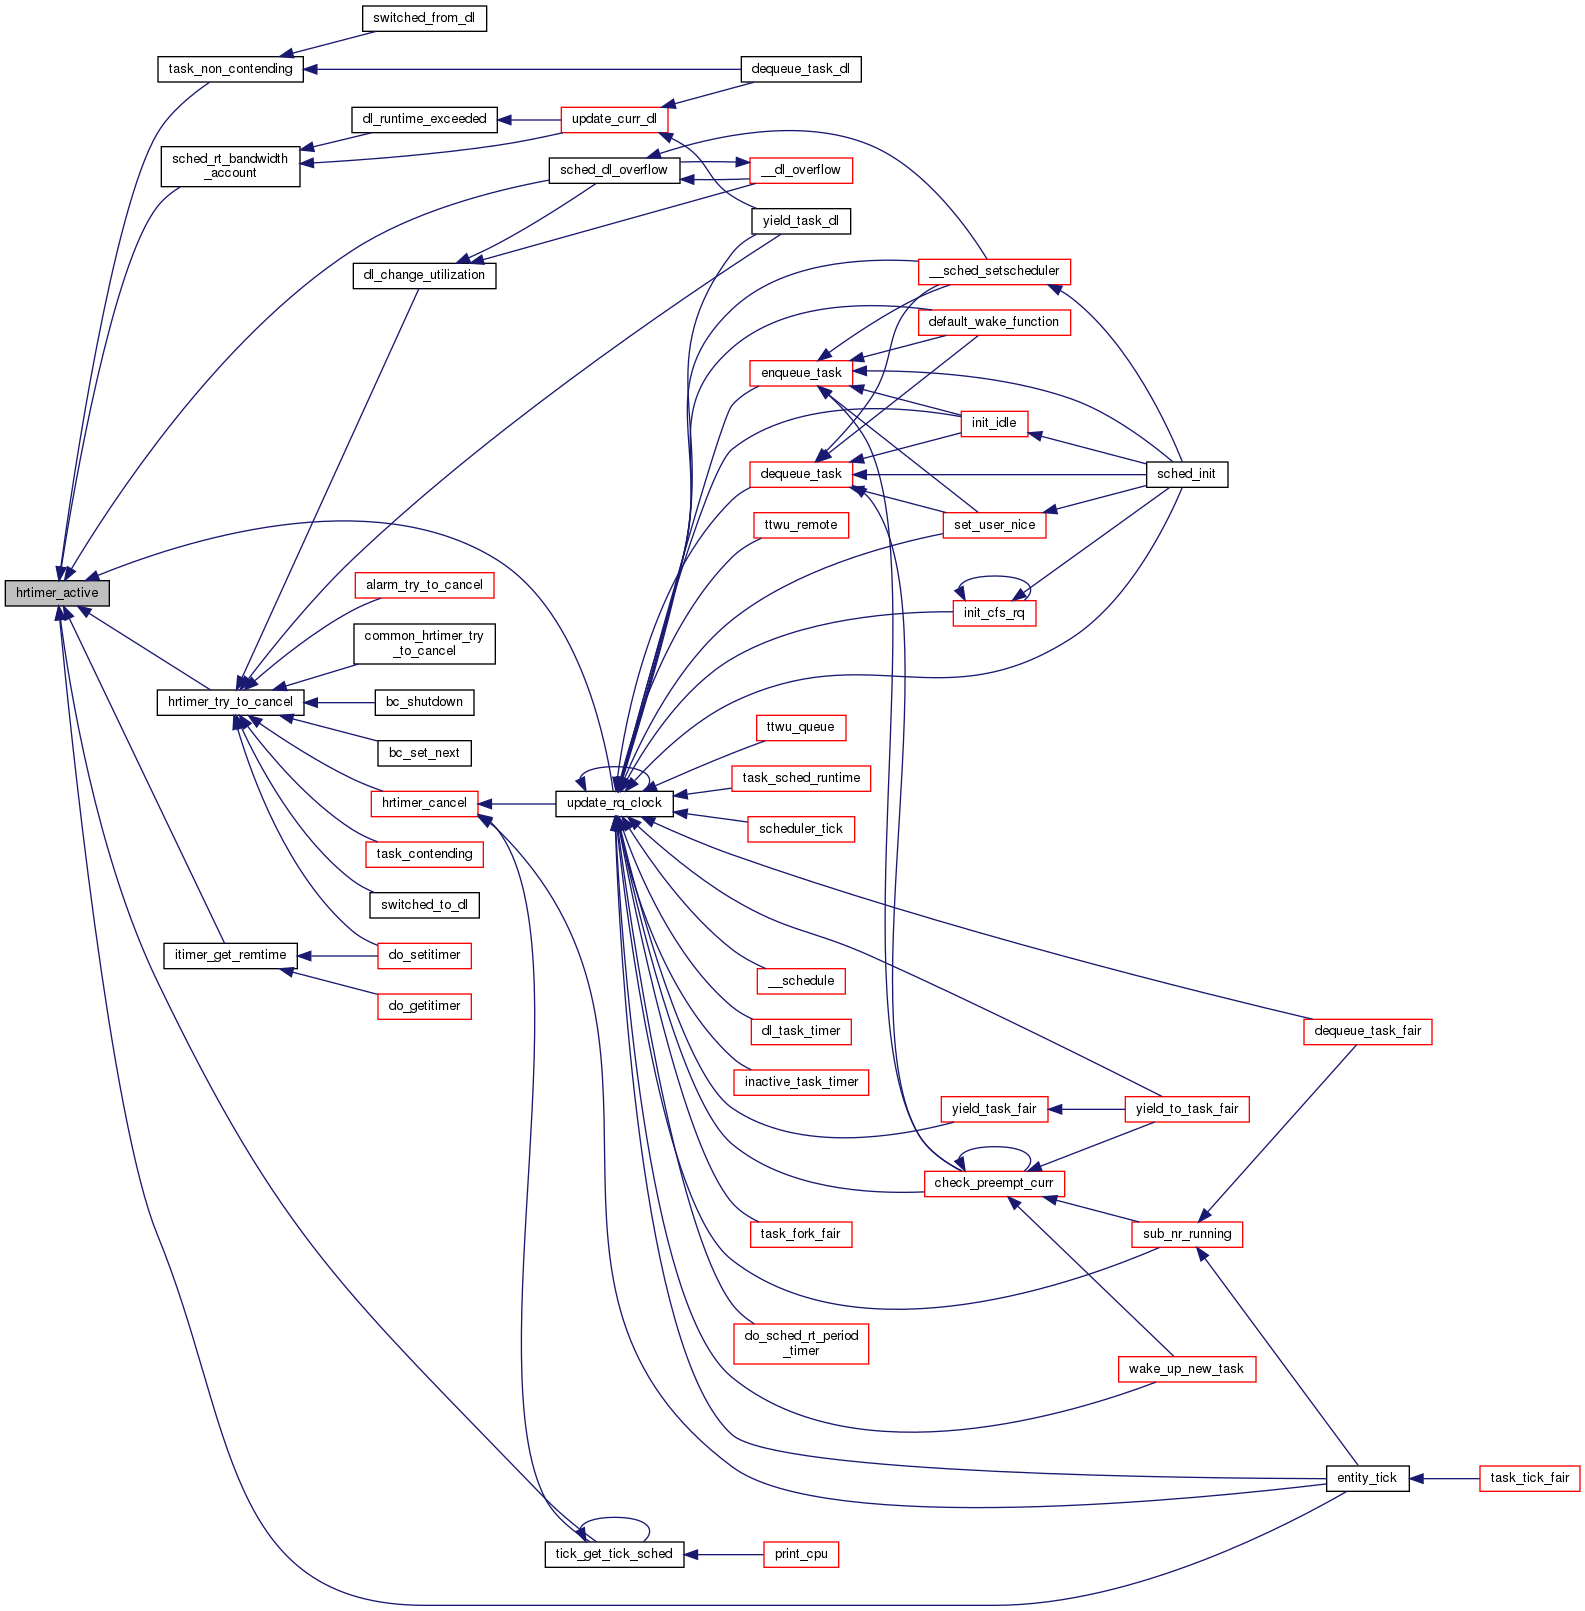 switched_from_dl
task_non_contending
dequeue_task_dl
dl_runtime_exceeded
update_curr_dl
sched_rt_bandwidth
_account
sched_dl_overflow
__dl_overflow
yield_task_dl
dl_change_utilization
__sched_setscheduler
default_wake_function
enqueue_task
init_idle
dequeue_task
sched_init
ttwu_remote
set_user_nice
hrtimer_active
alarm_try_to_cancel
init_cfs_rq
common_hrtimer_try
_to_cancel
hrtimer_try_to_cancel
bc_shutdown
ttwu_queue
bc_set_next
task_sched_runtime
hrtimer_cancel
update_rq_clock
scheduler_tick
task_contending
switched_to_dl
itimer_get_remtime
do_setitimer
__schedule
do_getitimer
dl_task_timer
dequeue_task_fair
inactive_task_timer
yield_task_fair
yield_to_task_fair
check_preempt_curr
task_fork_fair
sub_nr_running
do_sched_rt_period
_timer
wake_up_new_task
entity_tick
task_tick_fair
tick_get_tick_sched
print_cpu